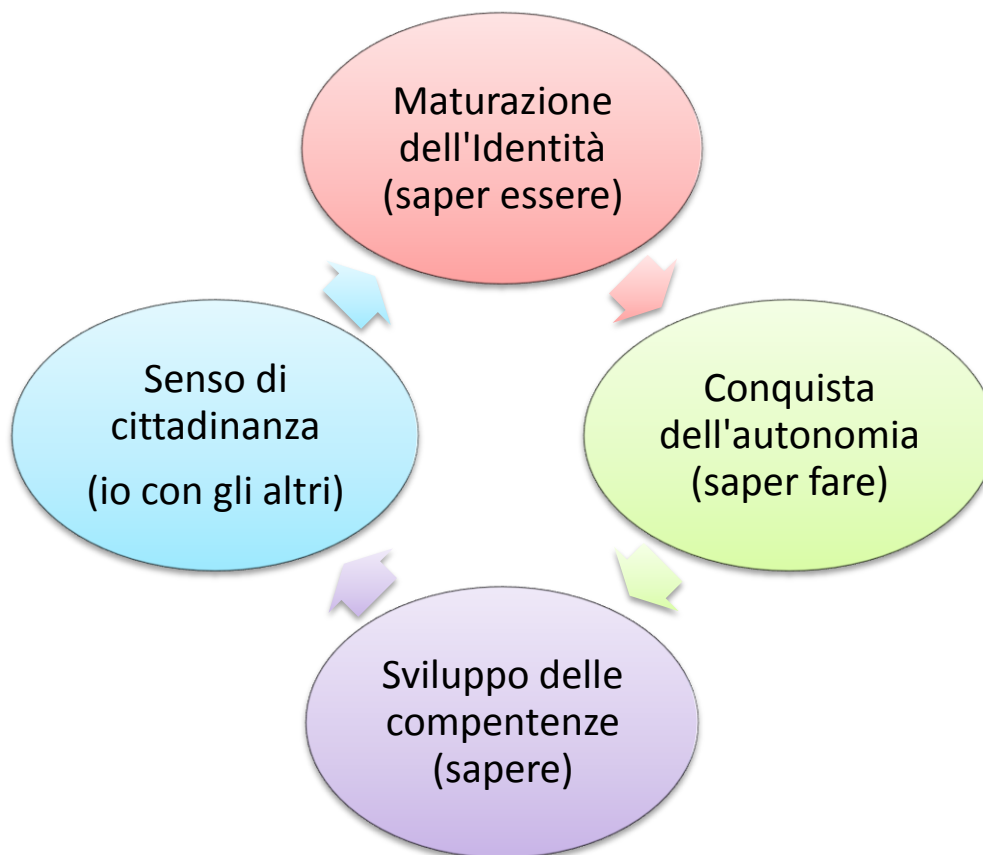 Maturazione
dell'Identità
(saper essere)
Senso di
cittadinanza
(io con gli altri)
Conquista
dell'autonomia
(saper fare)
Sviluppo delle
compentenze
(sapere)